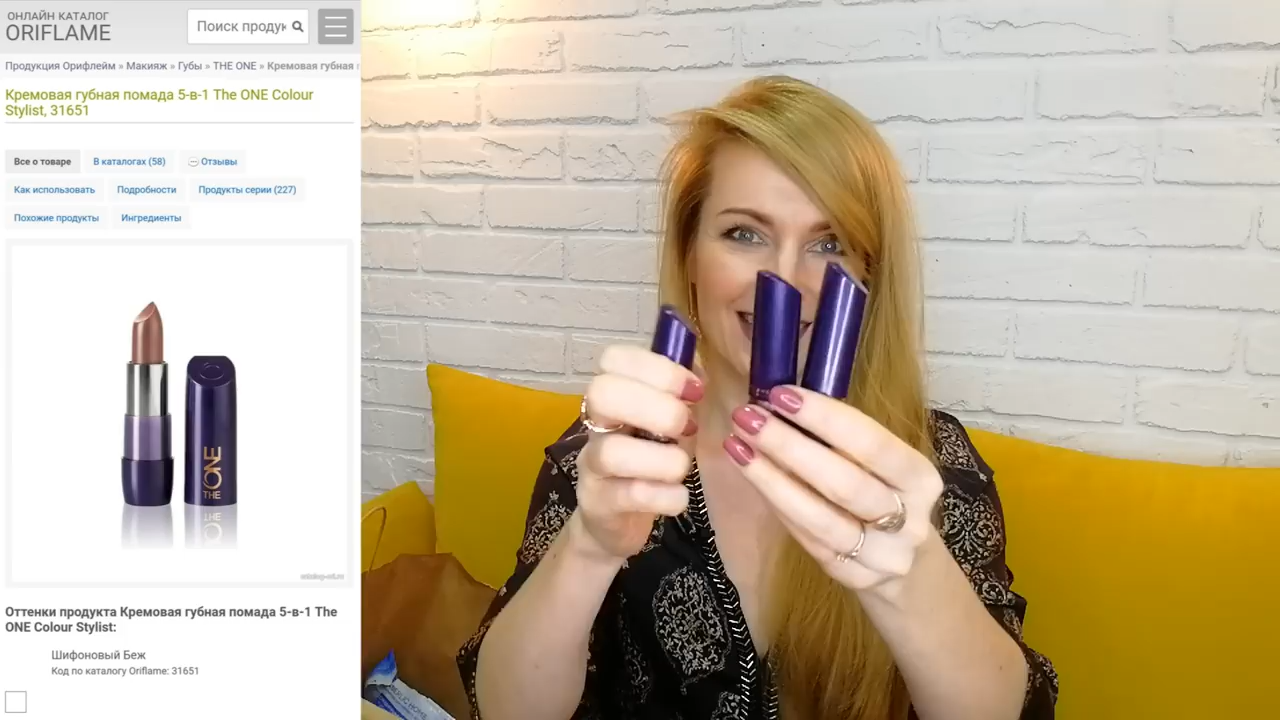 ОНЛАЙН КАТАЛОГ
ORIFLAME
Поиск продук
Продукция Орифлейм » Макияж » Губы » THE ONE » Кремовая губная
Кремовая губная помада 5-в-1 The ONE Colour
Stylist, 31651
Все о товаре
В каталогах (58)
Отзывы
Как использовать
Подробности
Продукты серии (227)
Похожие продукты
Ингредиенты
THE ONE
Оттенки продукта Кремовая губная помада 5-в-1 The
ONE Colour Stylist:
Шифоновый Беж
Код по каталогу Oriflame: 31651